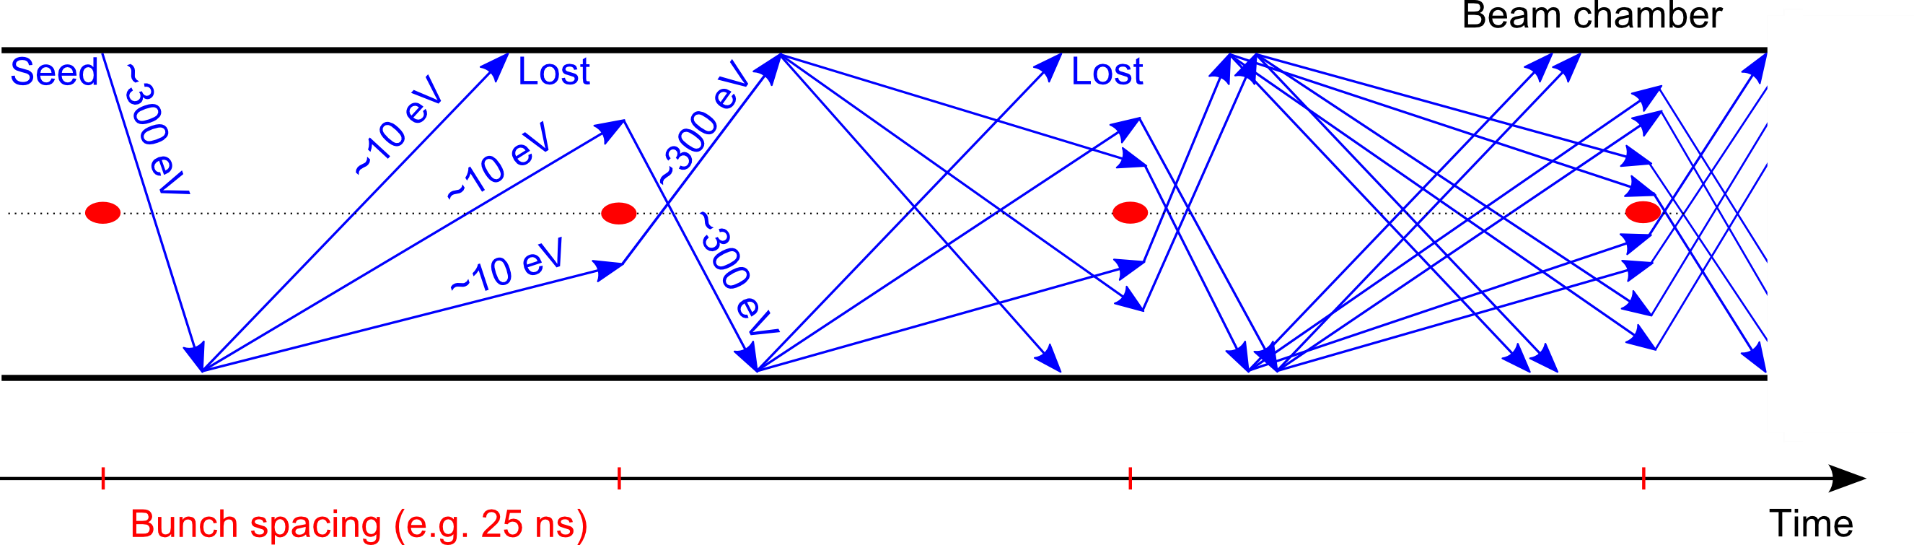 Beam chamber
Seed
~300 eV
~10 eV
Lost
~10 eV
~10 eV
~300 eV
~300 eV
Lost
Bunch spacing (e.g. 25 ns)
Time